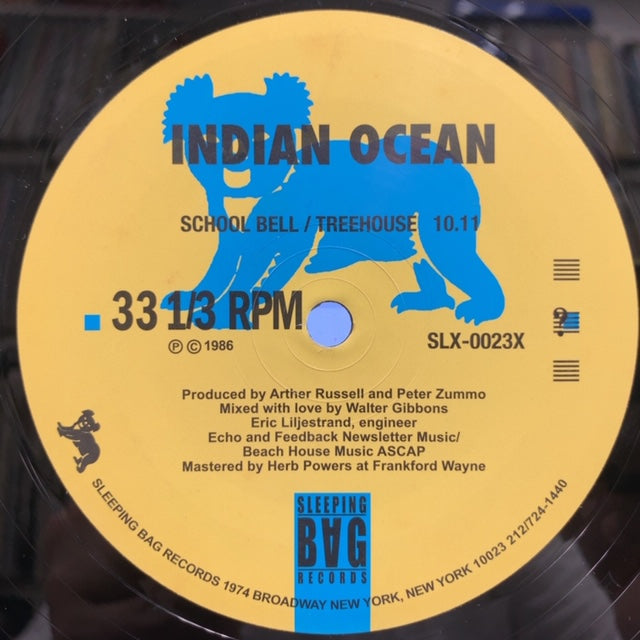 INDIAN OCEAN
SCHOOL BELL / TREEHOUSE 10.11
33 1/3 RPM
Ⓟ © 1986
SLX-0023X
?
Produced by Arther Russell and Peter Zummo
Mixed with love by Walter Gibbons
Eric Liljestrand, engineer
Echo and Feedback Newsletter Music/
Beach House Music ASCAP
Mastered by Herb Powers at Frankford Wayne
SLEEPING
BAG
RECORDS
SLEEPING BAG RECORDS 1974 BROADWAY NEW YORK, NEW YORK 10023 212/724-1440